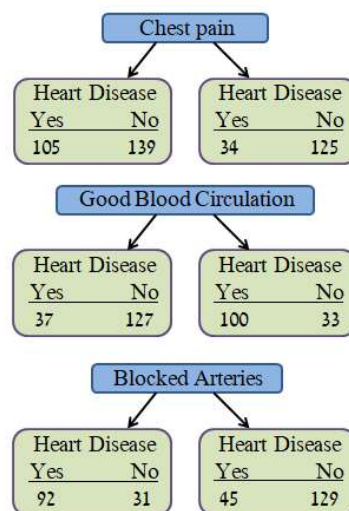 Chest pain
Heart Disease Heart Disease
Yes No Yes No
105 139 34 125
Good Blood Circulation
Heart Disease Heart Disease
Yes No Yes No
37 127 100 33
Blocked Arteries
Heart Disease Heart Disease
Yes No Yes No
92 31 45 129